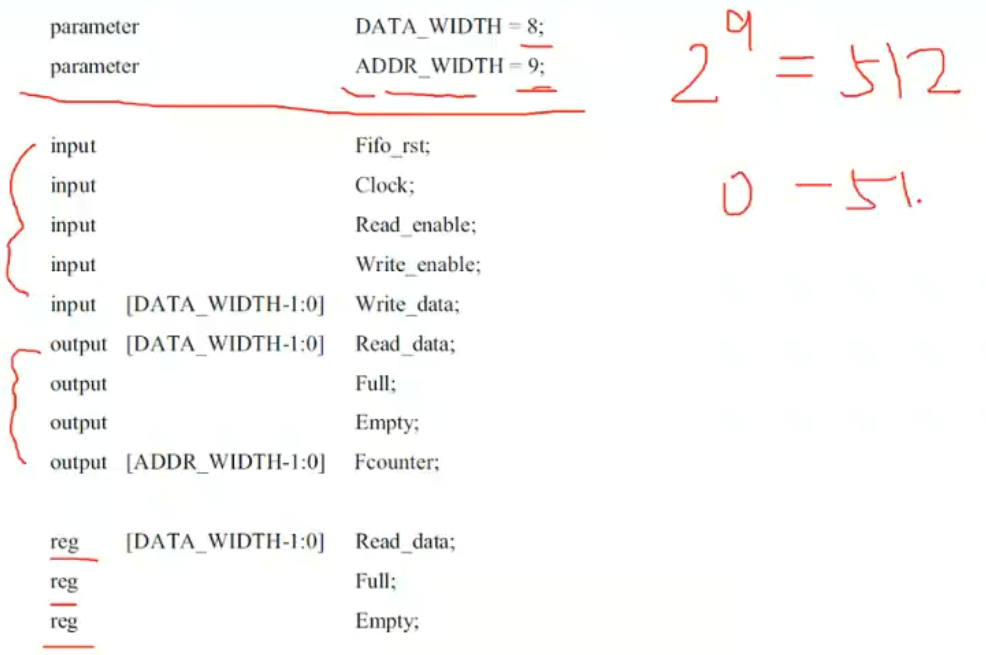 parameter DATA_WIDTH = 8;
parameter ADDR_WIDTH = 9;
input Fifo_rst;
input Clock;
input Read_enable;
input Write_enable;
input [DATA_WIDTH-1:0] Write_data;
output [DATA_WIDTH-1:0] Read_data;
output Full;
output Empty;
output [ADDR_WIDTH-1:0] Fcounter;
reg [DATA_WIDTH-1:0] Read_data;
reg Full;
reg Empty;
2^9 = 512
0 - 51.